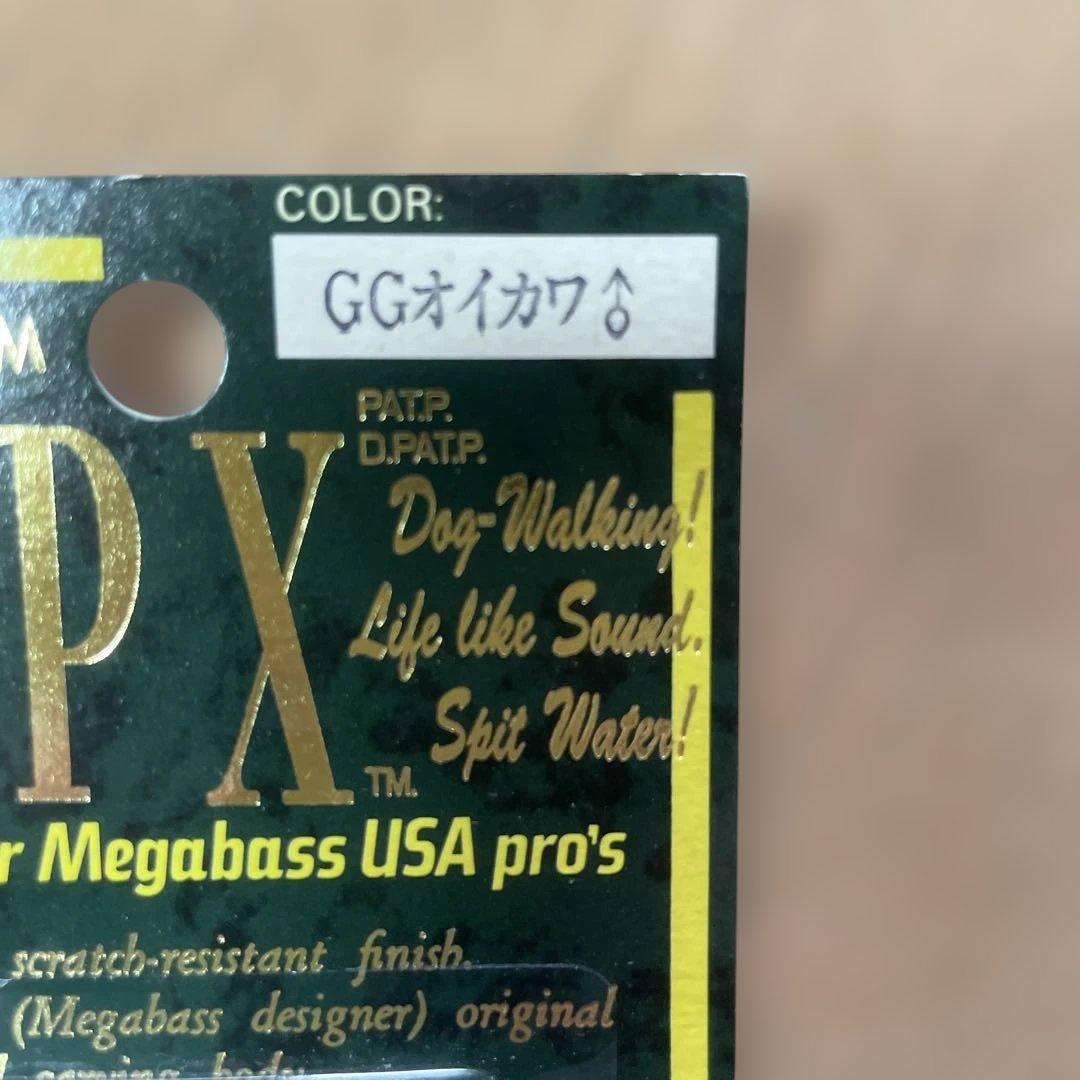 COLOR:
GGオイカワ♂
M
PX
PAT.P.
D.PAT.P.
Dog-Walking!
Life like Sound.
Spit Water!
TM.
r Megabass USA pro's
scratch-resistant finish.
(Megabass designer) original